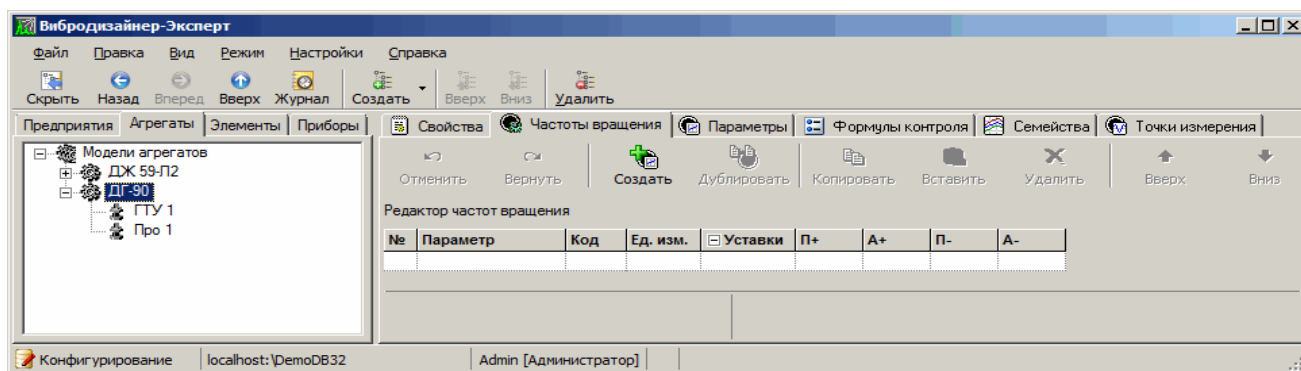 Вибродизайнер-Эксперт
Файл Правка Вид Режим Настройки Справка
Скрыть Назад Вперед Вверх Журнал Создать Вверх Вниз Удалить
Предприятия Агрегаты Элементы Приборы Свойства Частоты вращения Параметры Формулы контроля Семейства Точки измерения
Модели агрегатов
ДЖ 59-Л2
ДГ-90
ГТУ 1
Про 1
Отменить Вернуть Создать Дублировать Копировать Вставить Удалить Вверх Вниз
Редактор частот вращения
№ Параметр Код Ед. изм. Уставки П+ А+ П- А-
Конфигурирование localhost:\DemoDB32 Admin [Администратор]